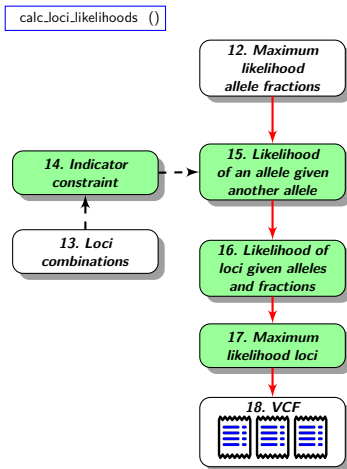 calc_loci_likelihoods ()
12. Maximum
likelihood
allele fractions
14. Indicator
constraint
15. Likelihood
of an allele given
another allele
13. Loci
combinations
16. Likelihood of
loci given alleles
and fractions
17. Maximum
likelihood loci
18. VCF